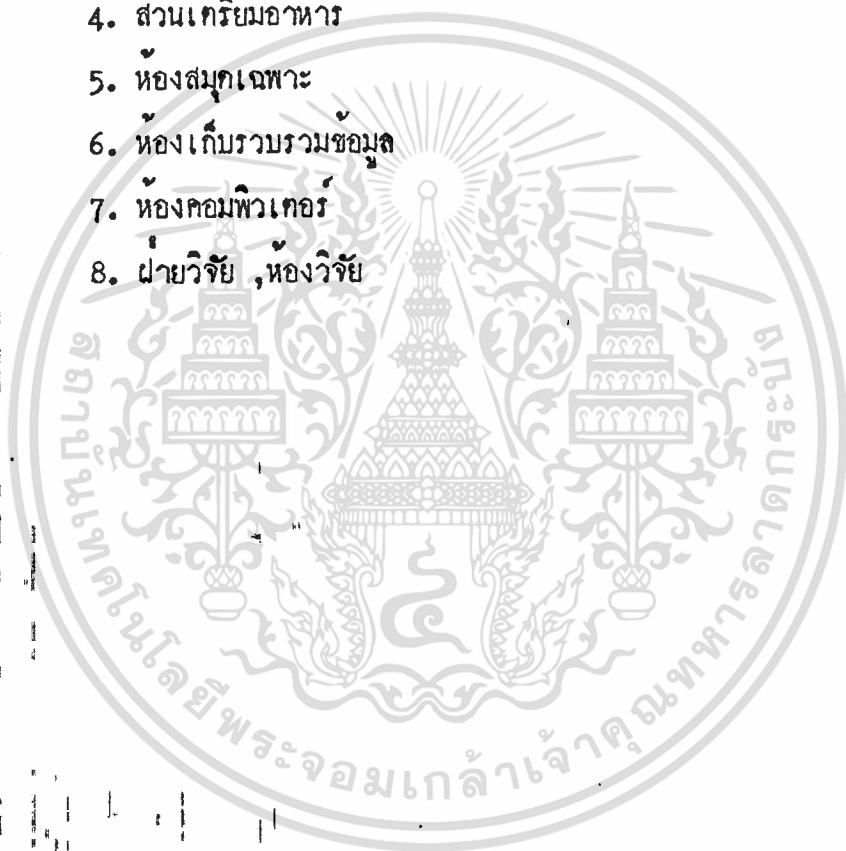 4. ส่วนเตรียมอาหาร
5. ห้องสมุดเฉพาะ
6. ห้องเก็บรวบรวมข้อมูล
7. ห้องคอมพิวเตอร์
8. ฝ่ายวิจัย ,ห้องวิจัย
สถาบันเทคโนโลยีพระจอมเกล้าเจ้าคุณทหารลาดกระบัง